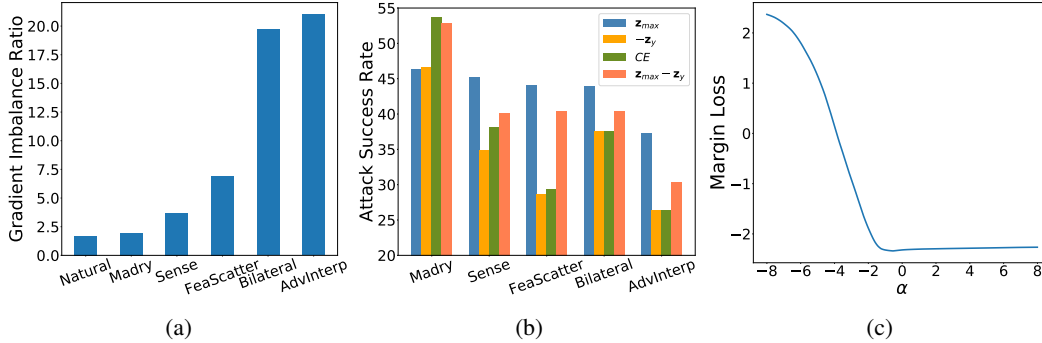 Gradient Imbalance Ratio
20.0
17.5
15.0
12.5
10.0
7.5
5.0
2.5
0.0
Natural
Madry
Sense
FeaScatter
Bilateral
AdvInterp
(a)
Attack Success Rate
55
50
45
40
35
30
25
20
z_max
−z_y
CE
z_max − z_y
Madry
Sense
FeaScatter
Bilateral
AdvInterp
(b)
Margin Loss
2
1
0
−1
−2
−8 −6 −4 −2 0 2 4 6 8
α
(c)